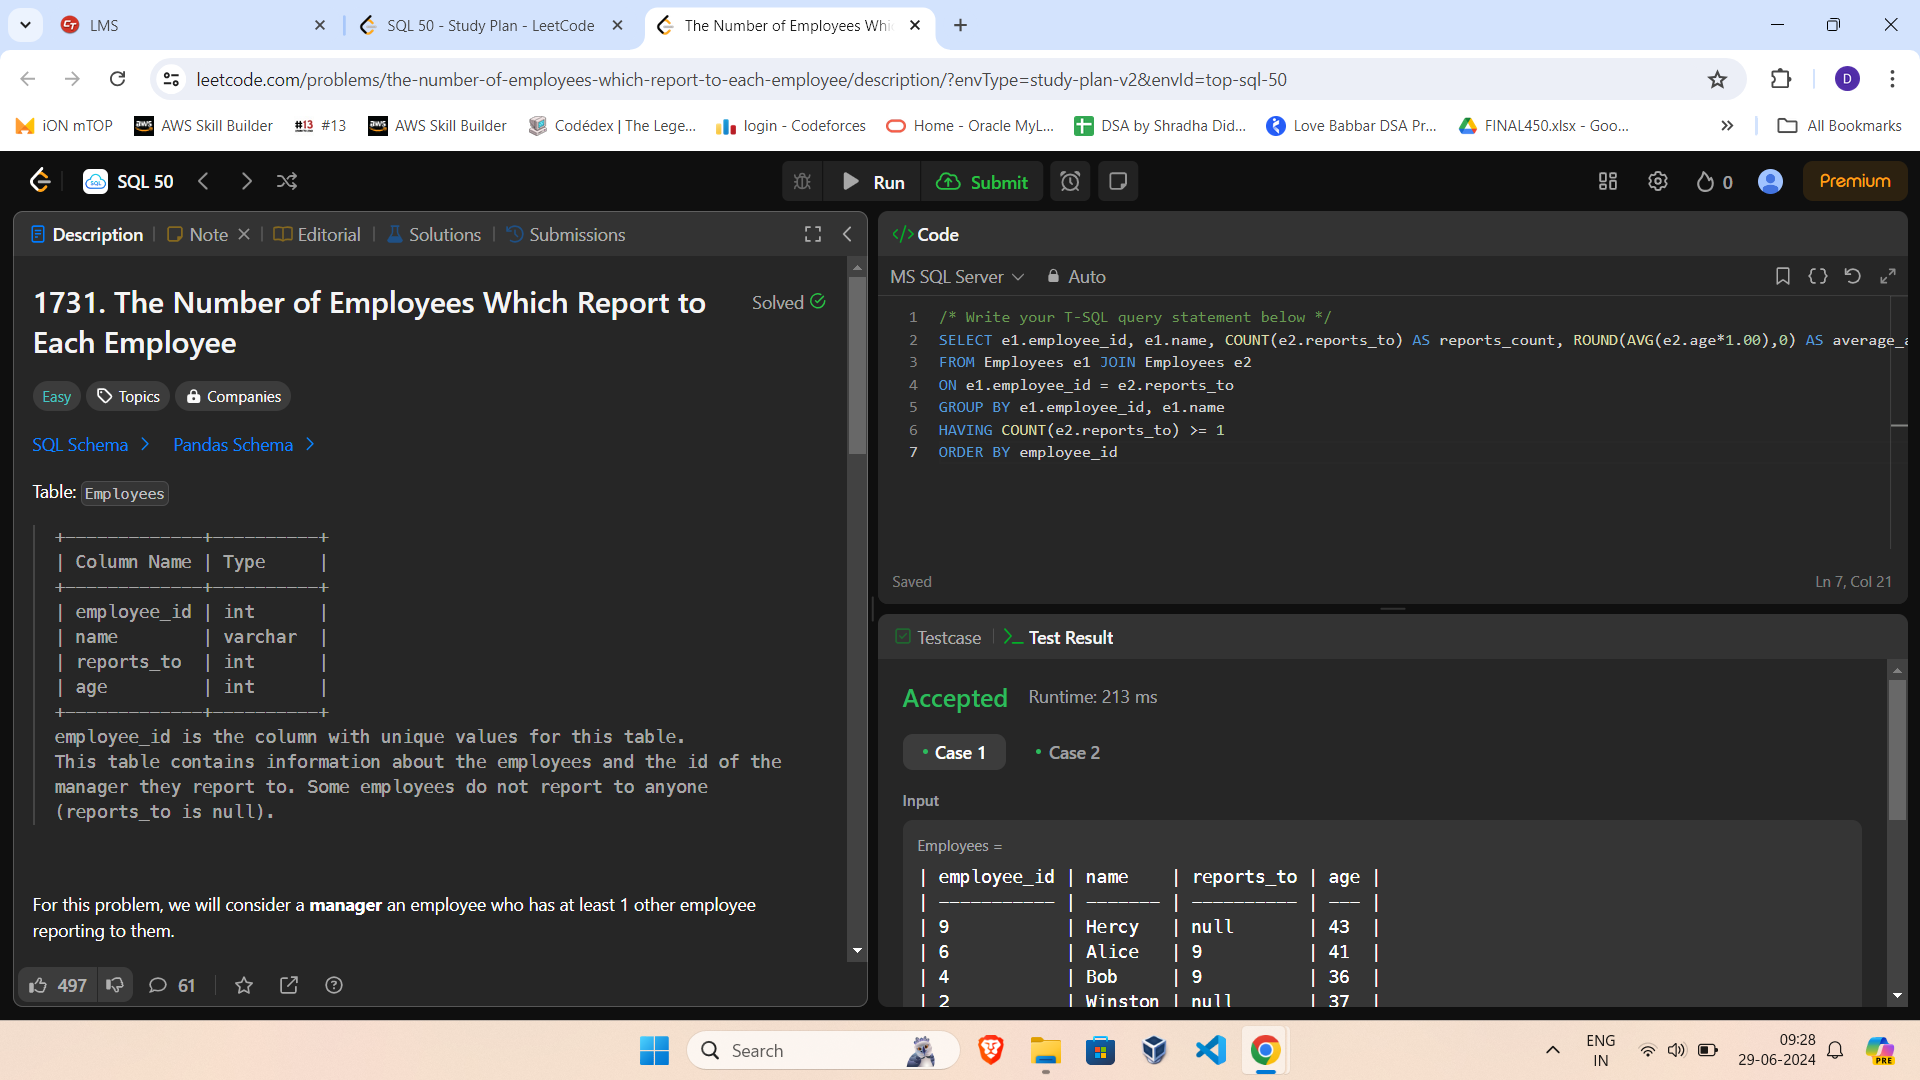 LMS
SQL 50 - Study Plan - LeetCode
The Number of Employees Whi
leetcode.com/problems/the-number-of-employees-which-report-to-each-employee/description/?envType=study-plan-v2&envId=top-sql-50
D
iON mTOP
AWS Skill Builder
#13 #13
AWS Skill Builder
Codédex | The Lege...
login - Codeforces
Home - Oracle MyL...
DSA by Shradha Did...
Love Babbar DSA Pr...
FINAL450.xlsx - Goo...
All Bookmarks
SQL 50
Run
Submit
0
Premium
Description
Note
Editorial
Solutions
Submissions
1731. The Number of Employees Which Report to
Each Employee
Solved
Easy
Topics
Companies
SQL Schema
Pandas Schema
Table: Employees
+-------------+----------+
| Column Name | Type     |
+-------------+----------+
| employee_id | int      |
| name        | varchar  |
| reports_to  | int      |
| age         | int      |
+-------------+----------+
employee_id is the column with unique values for this table.
This table contains information about the employees and the id of the
manager they report to. Some employees do not report to anyone
(reports_to is null).
For this problem, we will consider a manager an employee who has at least 1 other employee
reporting to them.
497
61
Code
MS SQL Server
Auto
1 /* Write your T-SQL query statement below */
2 SELECT e1.employee_id, e1.name, COUNT(e2.reports_to) AS reports_count, ROUND(AVG(e2.age*1.00),0) AS average_a
3 FROM Employees e1 JOIN Employees e2
4 ON e1.employee_id = e2.reports_to
5 GROUP BY e1.employee_id, e1.name
6 HAVING COUNT(e2.reports_to) >= 1
7 ORDER BY employee_id
Saved
Ln 7, Col 21
Testcase
Test Result
Accepted
Runtime: 213 ms
Case 1
Case 2
Input
Employees =
| employee_id | name    | reports_to | age |
| ----------- | ------- | ---------- | --- |
| 9           | Hercy   | null       | 43  |
| 6           | Alice   | 9          | 41  |
| 4           | Bob     | 9          | 36  |
| 2           | Winston | null       | 37  |
Search
PRE
ENG
IN
09:28
29-06-2024